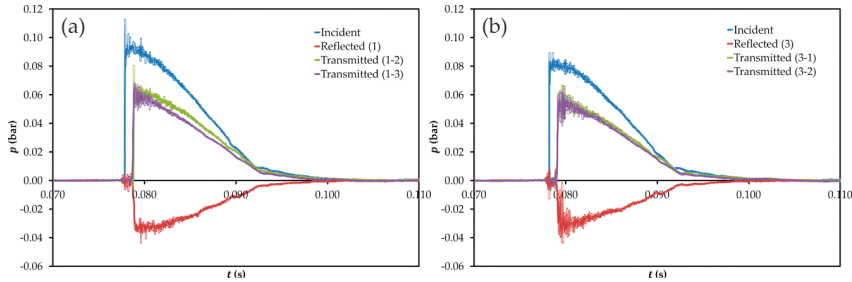 (a)
Incident
Reflected (1)
Transmitted (1-2)
Transmitted (1-3)
0.12
0.10
0.08
0.06
0.04
0.02
0.00
-0.02
-0.04
-0.06
p (bar)
0.070
0.080
0.090
0.100
0.110
t (s)
(b)
Incident
Reflected (3)
Transmitted (3-1)
Transmitted (3-2)
0.12
0.10
0.08
0.06
0.04
0.02
0.00
-0.02
-0.04
-0.06
p (bar)
0.070
0.080
0.090
0.100
0.110
t (s)